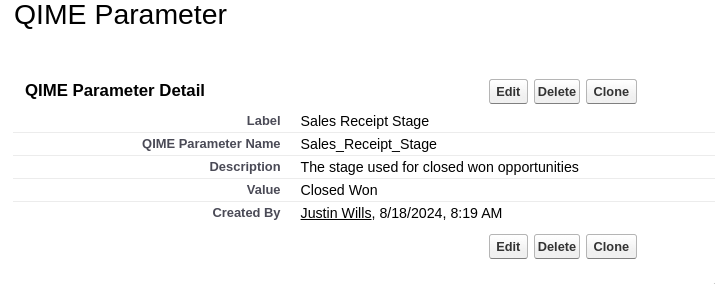 QIME Parameter
QIME Parameter Detail Edit Delete Clone
Label Sales Receipt Stage
QIME Parameter Name Sales_Receipt_Stage
Description The stage used for closed won opportunities
Value Closed Won
Created By Justin Wills, 8/18/2024, 8:19 AM
Edit Delete Clone